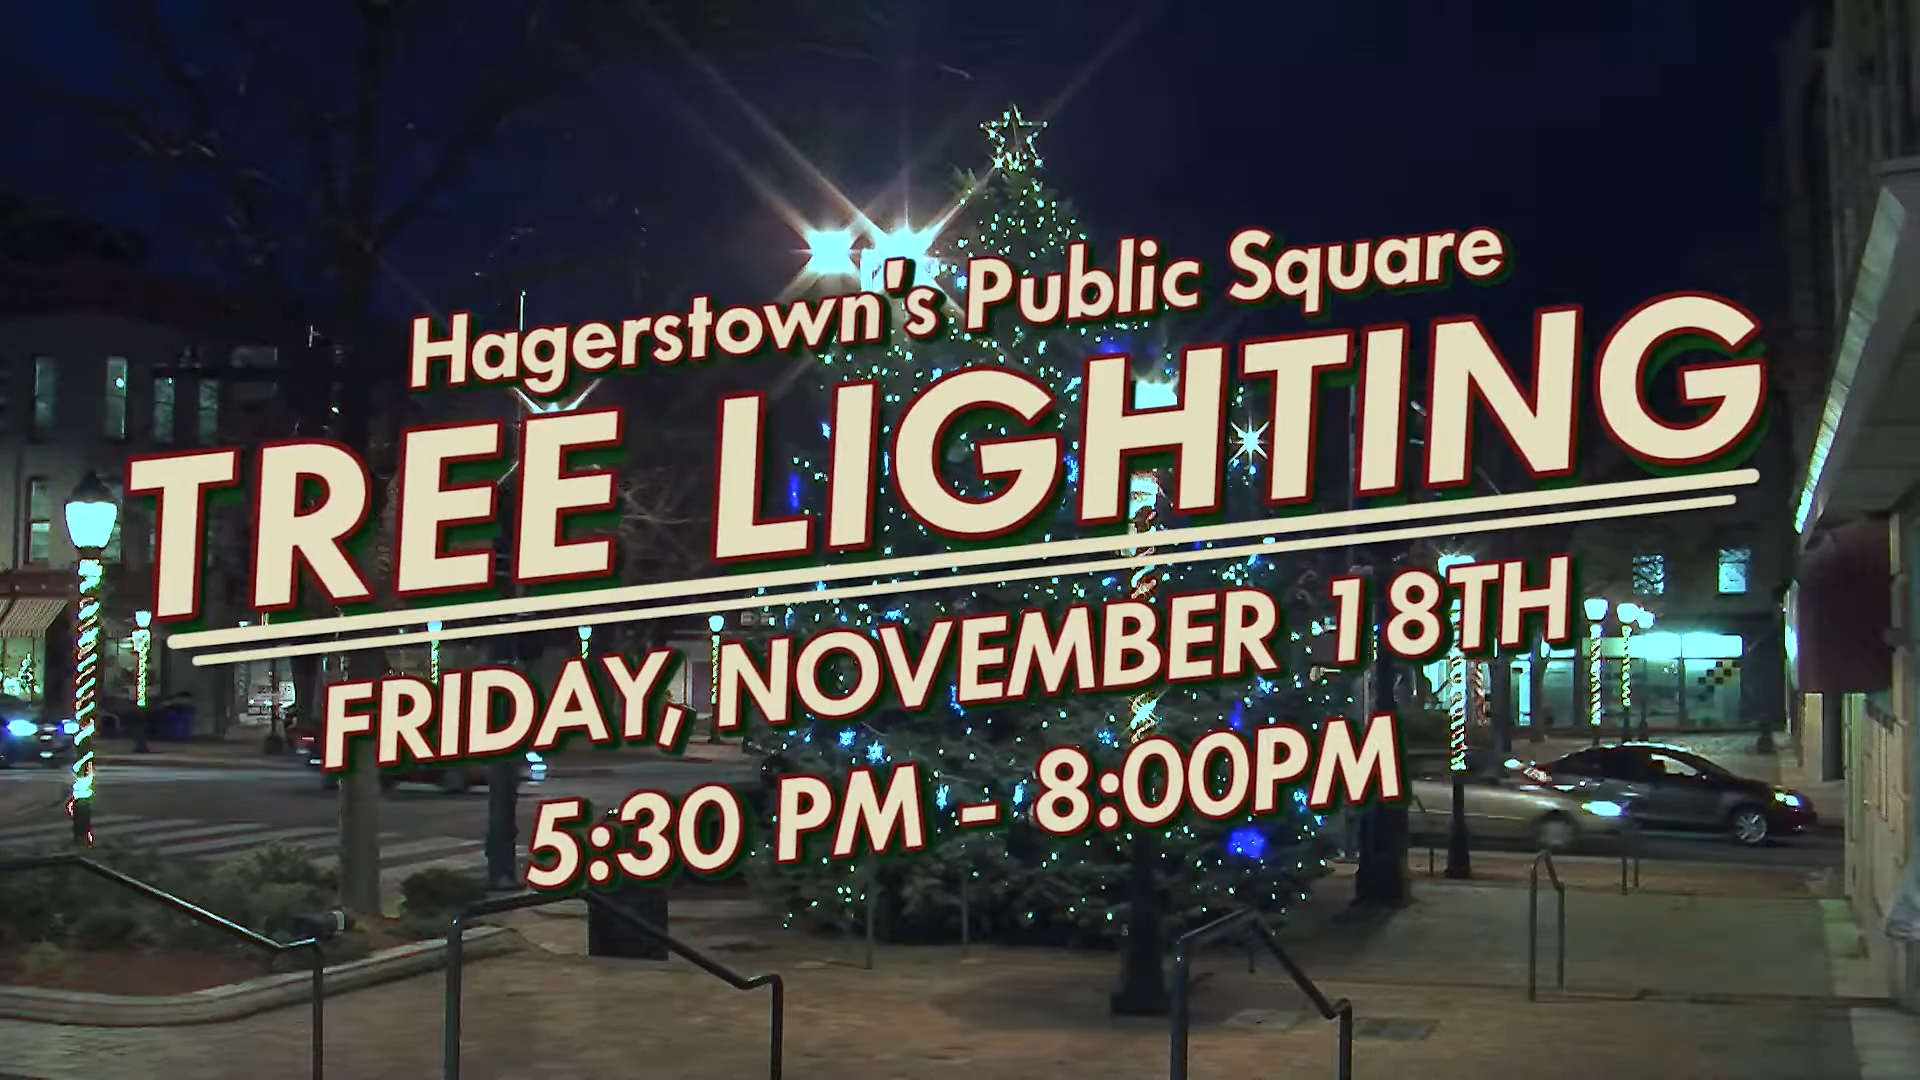 Hagerstown's Public Square
TREE LIGHTING
FRIDAY, NOVEMBER 18TH
5:30 PM - 8:00PM